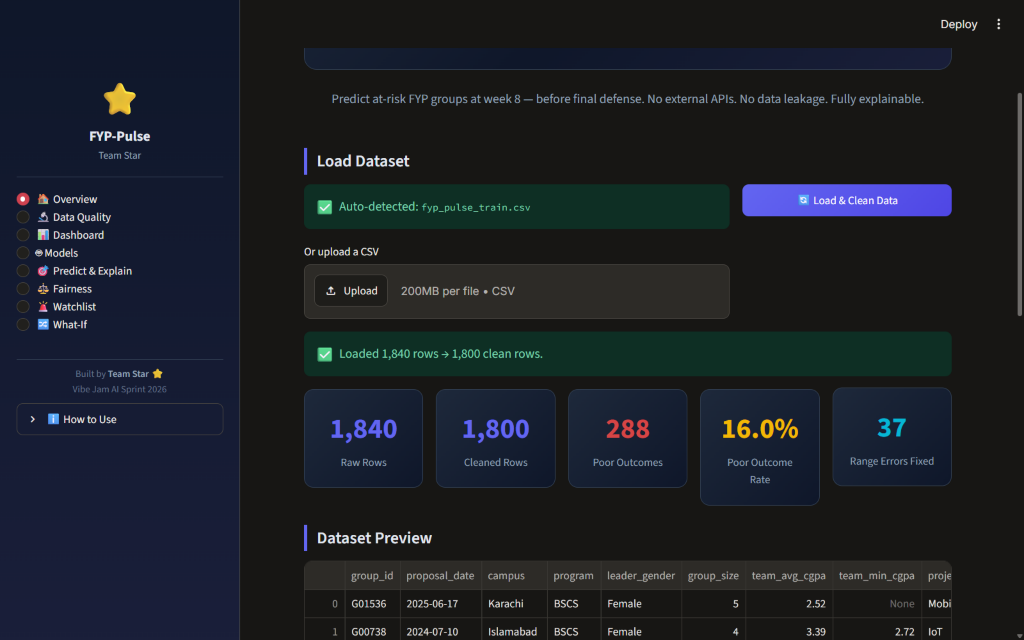 Deploy
FYP-Pulse
Team Star
Overview
Data Quality
Dashboard
Models
Predict & Explain
Fairness
Watchlist
What-If
Built by Team Star
Vibe Jam AI Sprint 2026
How to Use
Predict at-risk FYP groups at week 8 — before final defense. No external APIs. No data leakage. Fully explainable.
Load Dataset
Auto-detected: fyp_pulse_train.csv
Load & Clean Data
Or upload a CSV
Upload 200MB per file • CSV
Loaded 1,840 rows → 1,800 clean rows.
1,840
Raw Rows
1,800
Cleaned Rows
288
Poor Outcomes
16.0%
Poor Outcome
Rate
37
Range Errors Fixed
Dataset Preview
group_id proposal_date campus program leader_gender group_size team_avg_cgpa team_min_cgpa proje
0 G01536 2025-06-17 Karachi BSCS Female 5 2.52 None Mobi
1 G00738 2024-07-10 Islamabad BSCS Female 4 3.39 2.72 IoT